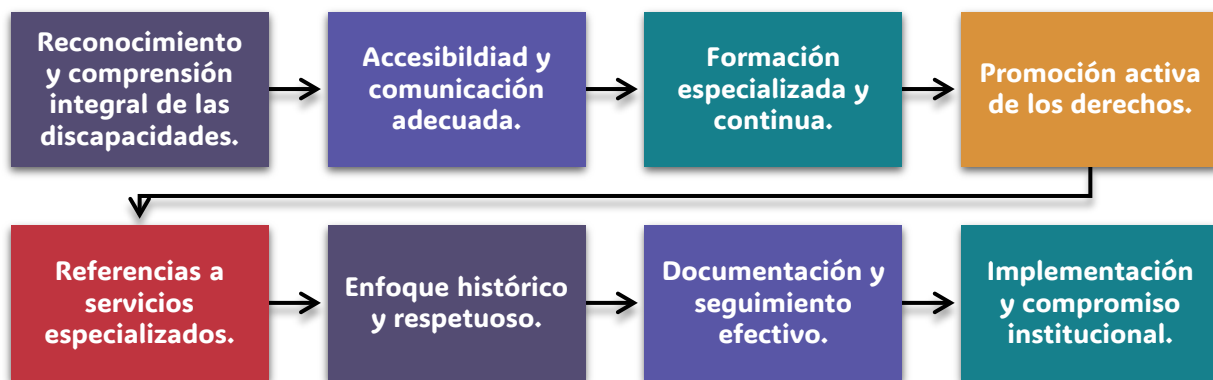 Reconocimiento
y comprensión
integral de las
discapacidades.
Accesibildiad y
comunicación
adecuada.
Formación
especializada y
continua.
Promoción activa
de los derechos.
Referencias a
servicios
especializados.
Enfoque histórico
y respetuoso.
Documentación y
seguimiento
efectivo.
Implementación
y compromiso
institucional.